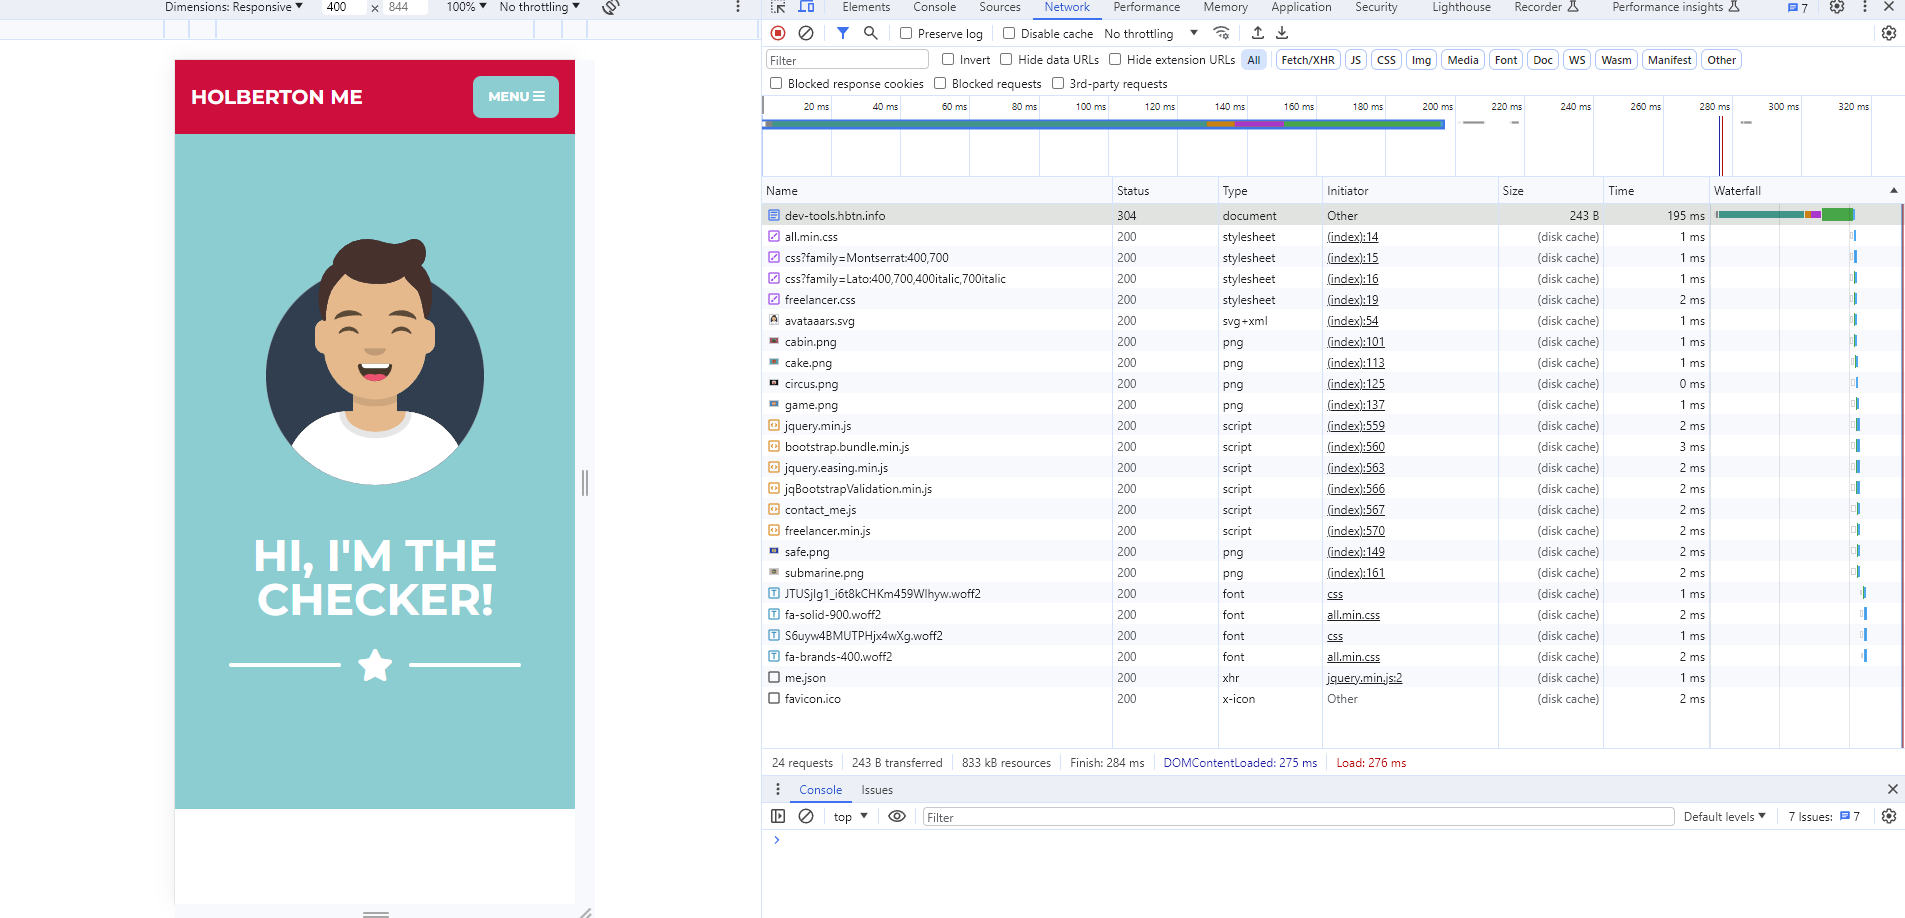 Dimensions: Responsive 400 × 844 100% No throttling
HOLBERTON ME
MENU
HI, I'M THE
CHECKER!
Elements Console Sources Network Performance Memory Application Security Lighthouse Recorder Performance insights 7
Preserve log Disable cache No throttling
Filter Invert Hide data URLs Hide extension URLs All Fetch/XHR JS CSS Img Media Font Doc WS Wasm Manifest Other
Blocked response cookies Blocked requests 3rd-party requests
20 ms 40 ms 60 ms 80 ms 100 ms 120 ms 140 ms 160 ms 180 ms 200 ms 220 ms 240 ms 260 ms 280 ms 300 ms 320 ms
Name Status Type Initiator Size Time Waterfall
dev-tools.hbtn.info 304 document Other 243 B 195 ms
all.min.css 200 stylesheet (index):14 (disk cache) 1 ms
css?family=Montserrat:400,700 200 stylesheet (index):15 (disk cache) 1 ms
css?family=Lato:400,700,400italic,700italic 200 stylesheet (index):16 (disk cache) 1 ms
freelancer.css 200 stylesheet (index):19 (disk cache) 2 ms
avataaars.svg 200 svg+xml (index):54 (disk cache) 1 ms
cabin.png 200 png (index):101 (disk cache) 1 ms
cake.png 200 png (index):113 (disk cache) 1 ms
circus.png 200 png (index):125 (disk cache) 0 ms
game.png 200 png (index):137 (disk cache) 1 ms
jquery.min.js 200 script (index):559 (disk cache) 2 ms
bootstrap.bundle.min.js 200 script (index):560 (disk cache) 3 ms
jquery.easing.min.js 200 script (index):563 (disk cache) 2 ms
jqBootstrapValidation.min.js 200 script (index):566 (disk cache) 2 ms
contact_me.js 200 script (index):567 (disk cache) 2 ms
freelancer.min.js 200 script (index):570 (disk cache) 2 ms
safe.png 200 png (index):149 (disk cache) 2 ms
submarine.png 200 png (index):161 (disk cache) 2 ms
JTUSjIg1_i6t8kCHKm459Wlhyw.woff2 200 font css (disk cache) 1 ms
fa-solid-900.woff2 200 font all.min.css (disk cache) 2 ms
S6uyw4BMUTPHjx4wXg.woff2 200 font css (disk cache) 1 ms
fa-brands-400.woff2 200 font all.min.css (disk cache) 2 ms
me.json 200 xhr jquery.min.js:2 (disk cache) 1 ms
favicon.ico 200 x-icon Other (disk cache) 2 ms
24 requests 243 B transferred 833 kB resources Finish: 284 ms DOMContentLoaded: 275 ms Load: 276 ms
Console Issues
top Filter Default levels 7 Issues: 7